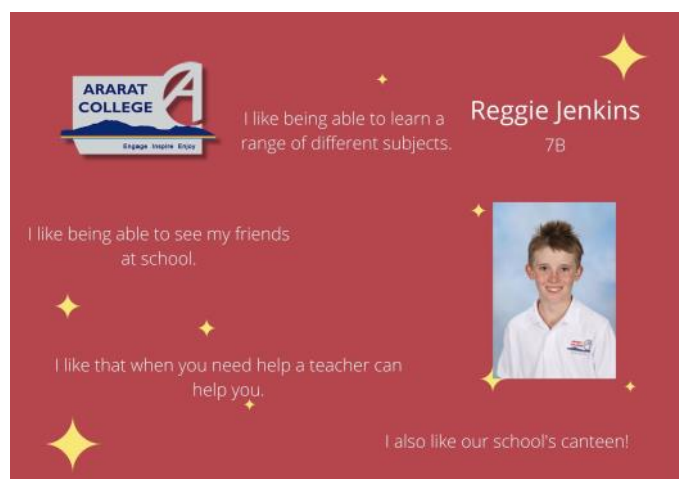 ARARAT
COLLEGE
Engage Inspire Enjoy
I like being able to learn a
range of different subjects.
Reggie Jenkins
7B
I like being able to see my friends
at school.
I like that when you need help a teacher can
help you.
I also like our school's canteen!